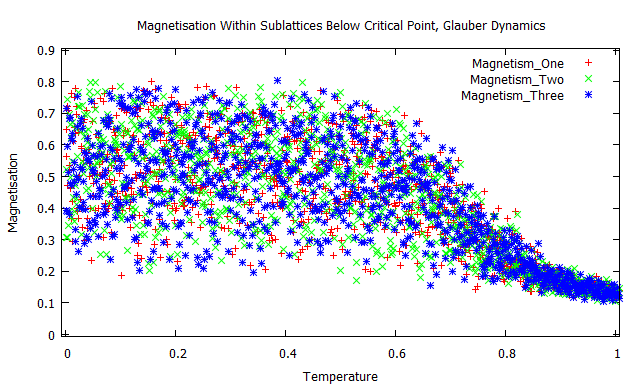 Magnetisation Within Sublattices Below Critical Point, Glauber Dynamics
0.9
0.8
0.7
0.6
0.5
0.4
0.3
0.2
0.1
0
Magnetisation
Magnetism_One
Magnetism_Two
Magnetism_Three
0 0.2 0.4 0.6 0.8 1
Temperature